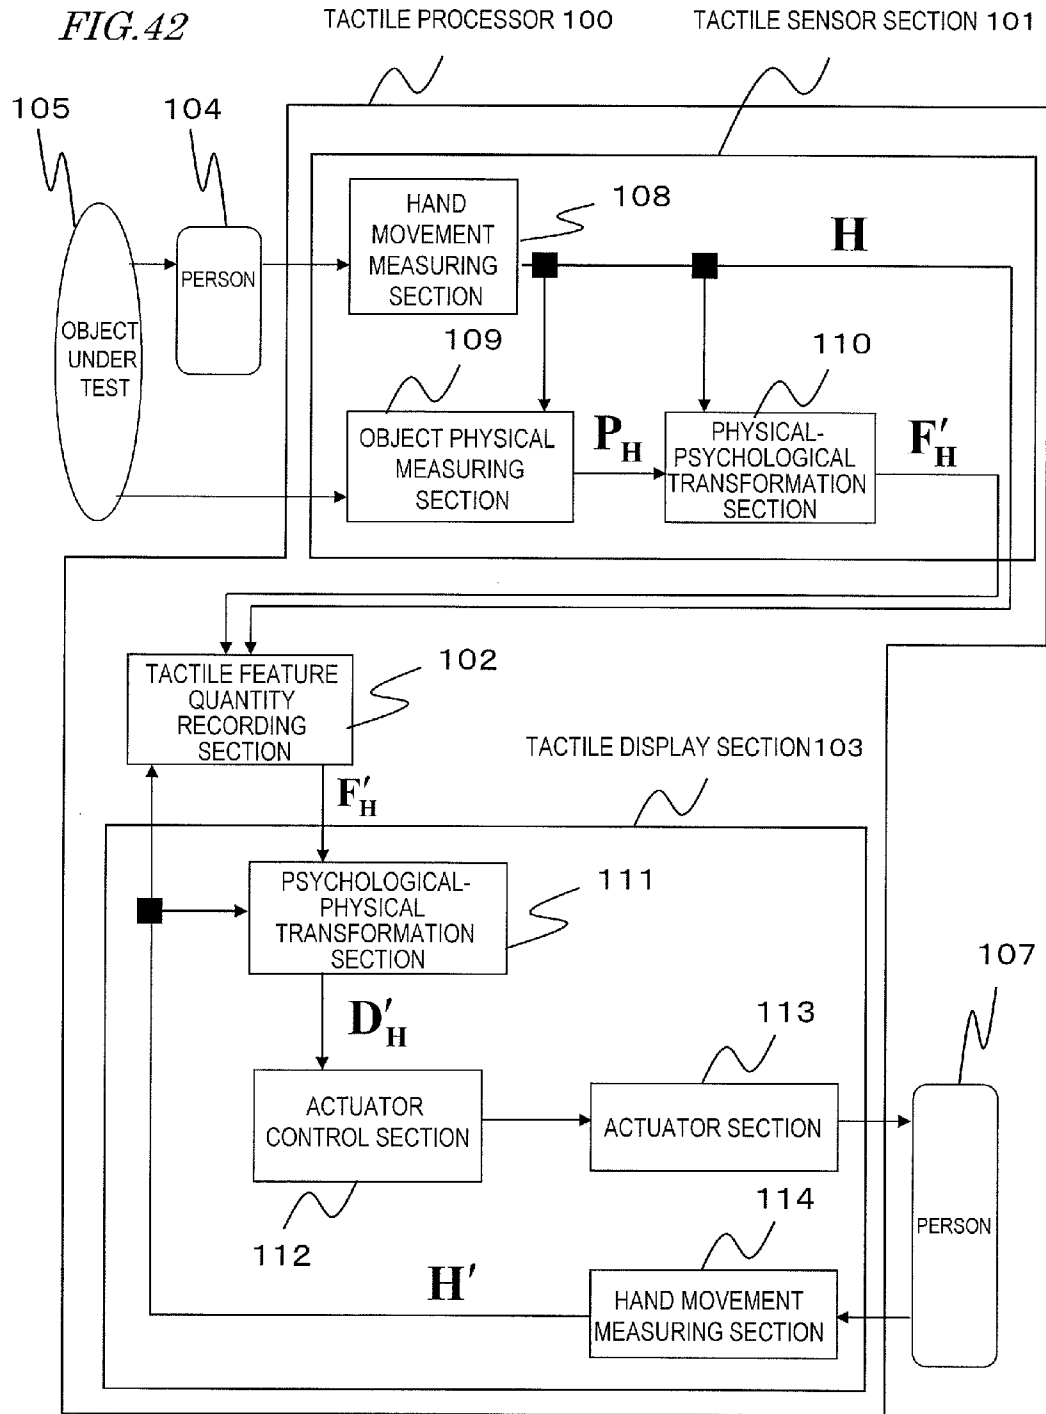 FIG.42
TACTILE PROCESSOR 100
TACTILE SENSOR SECTION 101
105
104
HAND
MOVEMENT
MEASURING
SECTION
108
H
PERSON
OBJECT
UNDER
TEST
109
110
OBJECT PHYSICAL
MEASURING
SECTION
P_H
PHYSICAL-
PSYCHOLOGICAL
TRANSFORMATION
SECTION
F'_H
TACTILE FEATURE
QUANTITY
RECORDING
SECTION
102
TACTILE DISPLAY SECTION103
F'_H
PSYCHOLOGICAL-
PHYSICAL
TRANSFORMATION
SECTION
111
107
D'_H
113
ACTUATOR
CONTROL SECTION
ACTUATOR SECTION
112
114
PERSON
H'
HAND MOVEMENT
MEASURING SECTION